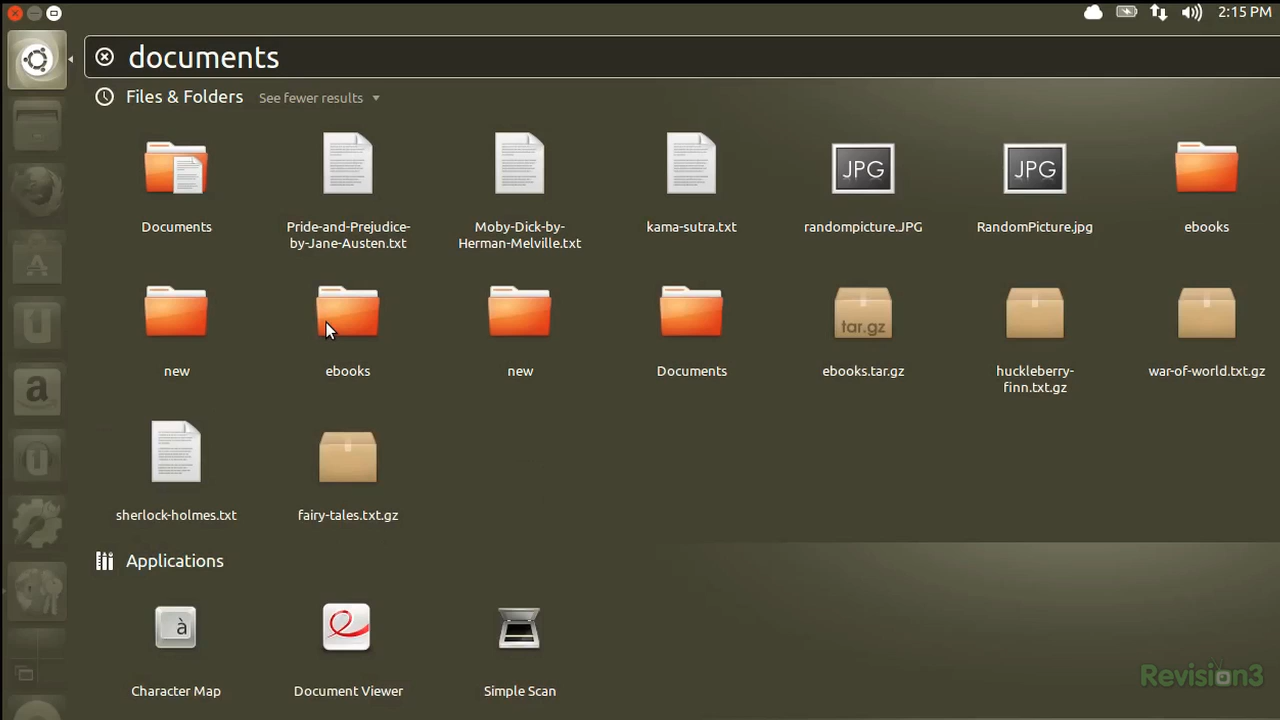 2:15 PM
documents
Files & Folders See fewer results
JPG JPG
Documents Pride-and-Prejudice- Moby-Dick-by- kama-sutra.txt randompicture.JPG RandomPicture.jpg ebooks
by-Jane-Austen.txt Herman-Melville.txt
tar.gz
new ebooks new Documents ebooks.tar.gz huckleberry- war-of-world.txt.gz
finn.txt.gz
sherlock-holmes.txt fairy-tales.txt.gz
Applications
à
Character Map Document Viewer Simple Scan
Revision3
A
u
a
u